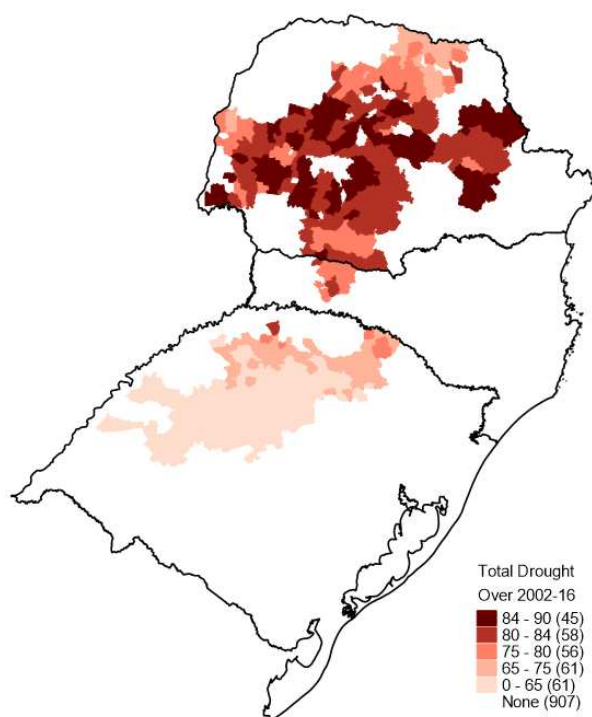 Total Drought
Over 2002-16
84 - 90 (45)
80 - 84 (58)
75 - 80 (56)
65 - 75 (61)
0 - 65 (61)
None (907)